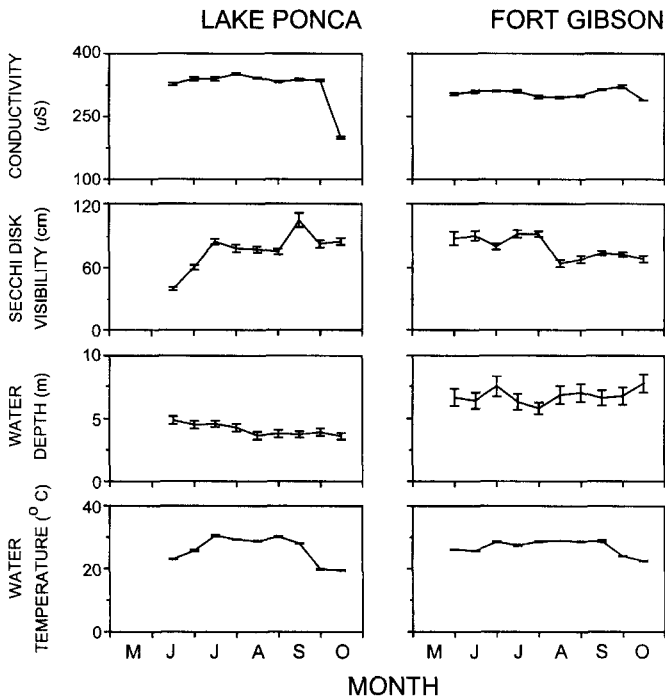 LAKE PONCA
FORT GIBSON
CONDUCTIVITY
(uS)
400
250
100
SECCHI DISK
VISIBILITY (cm)
120
60
0
WATER
DEPTH (m)
10
5
0
WATER
TEMPERATURE (° C)
40
20
0
M J J A S O
M J J A S O
MONTH